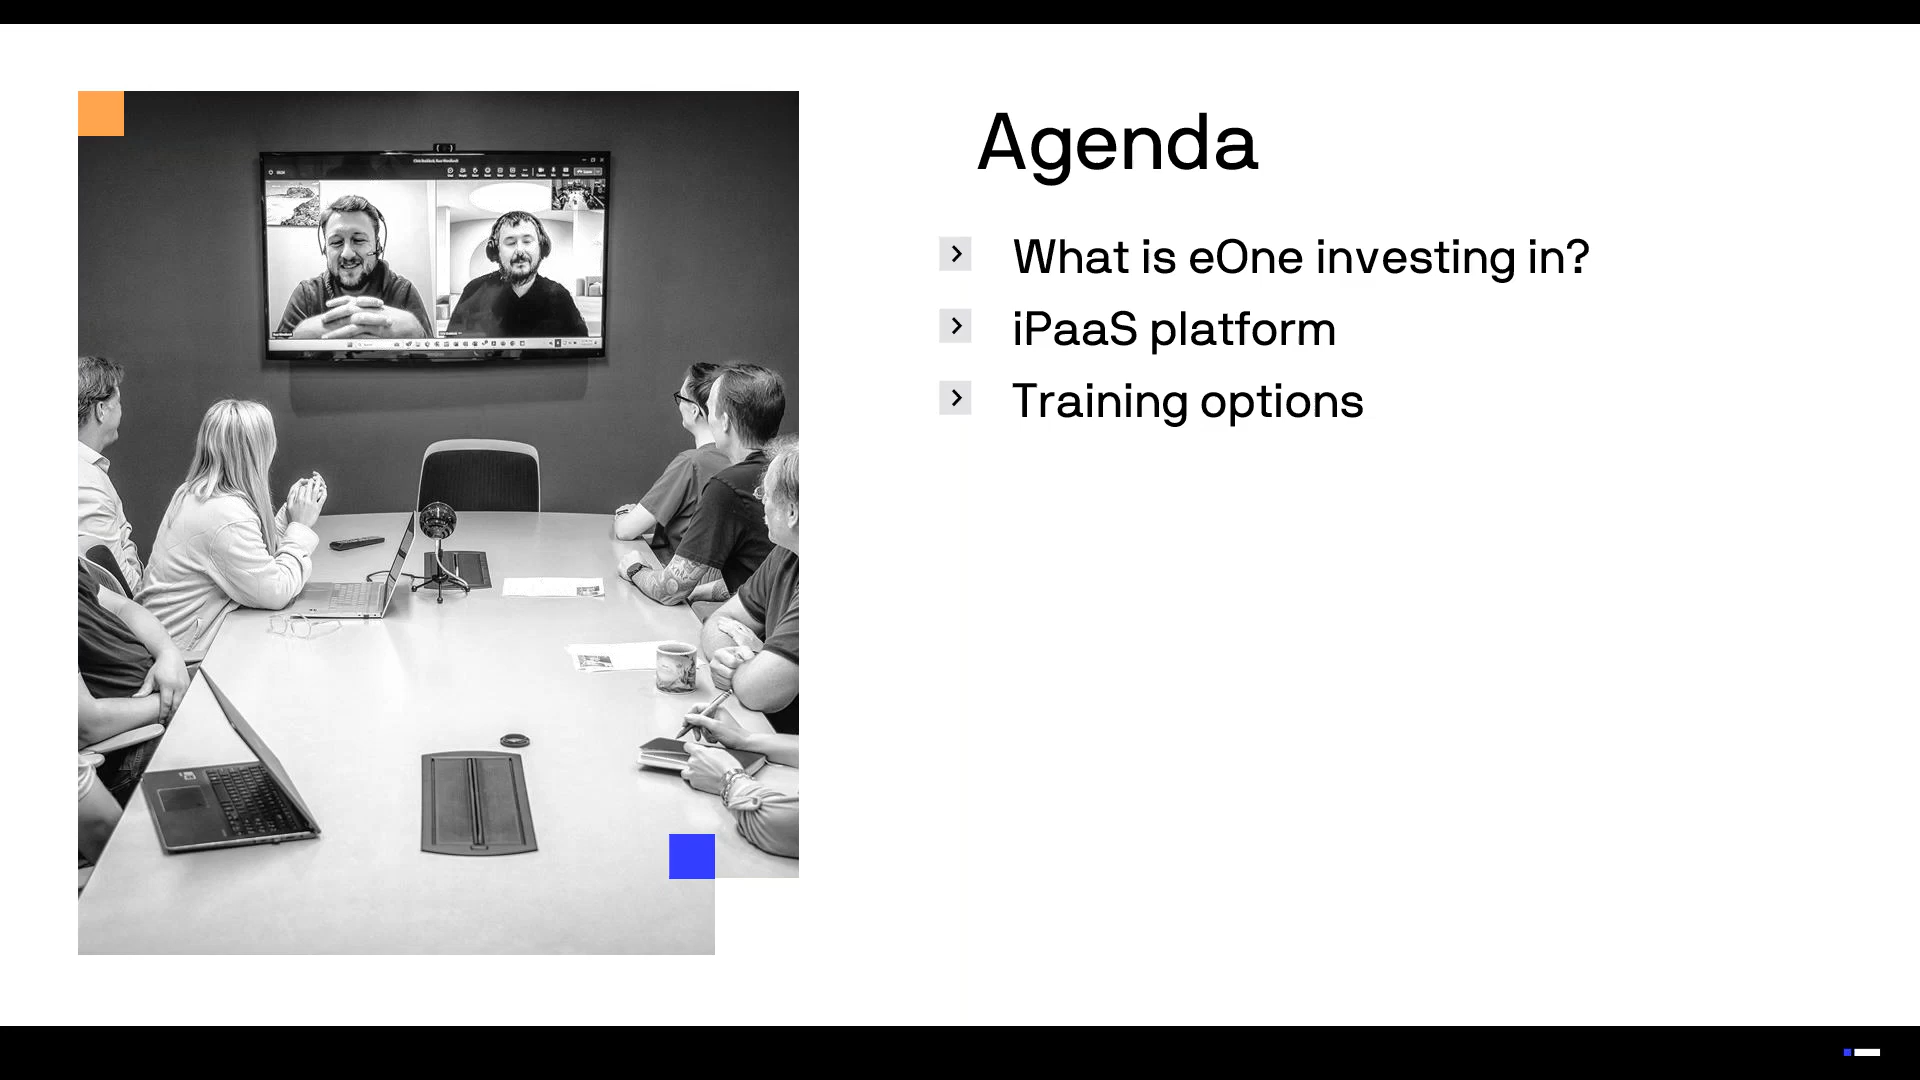 Agenda
What is eOne investing in?
iPaaS platform
Training options